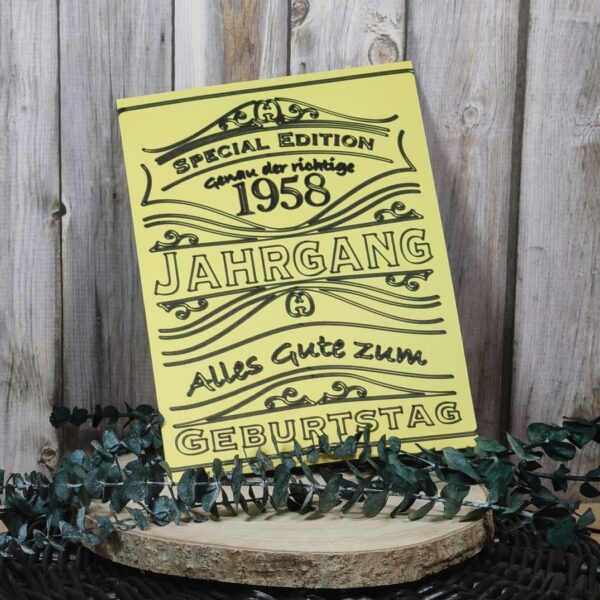 SPECIAL EDITION
Genau der richtige
1958
JAHRGANG
Alles Gute zum
GEBURTSTAG